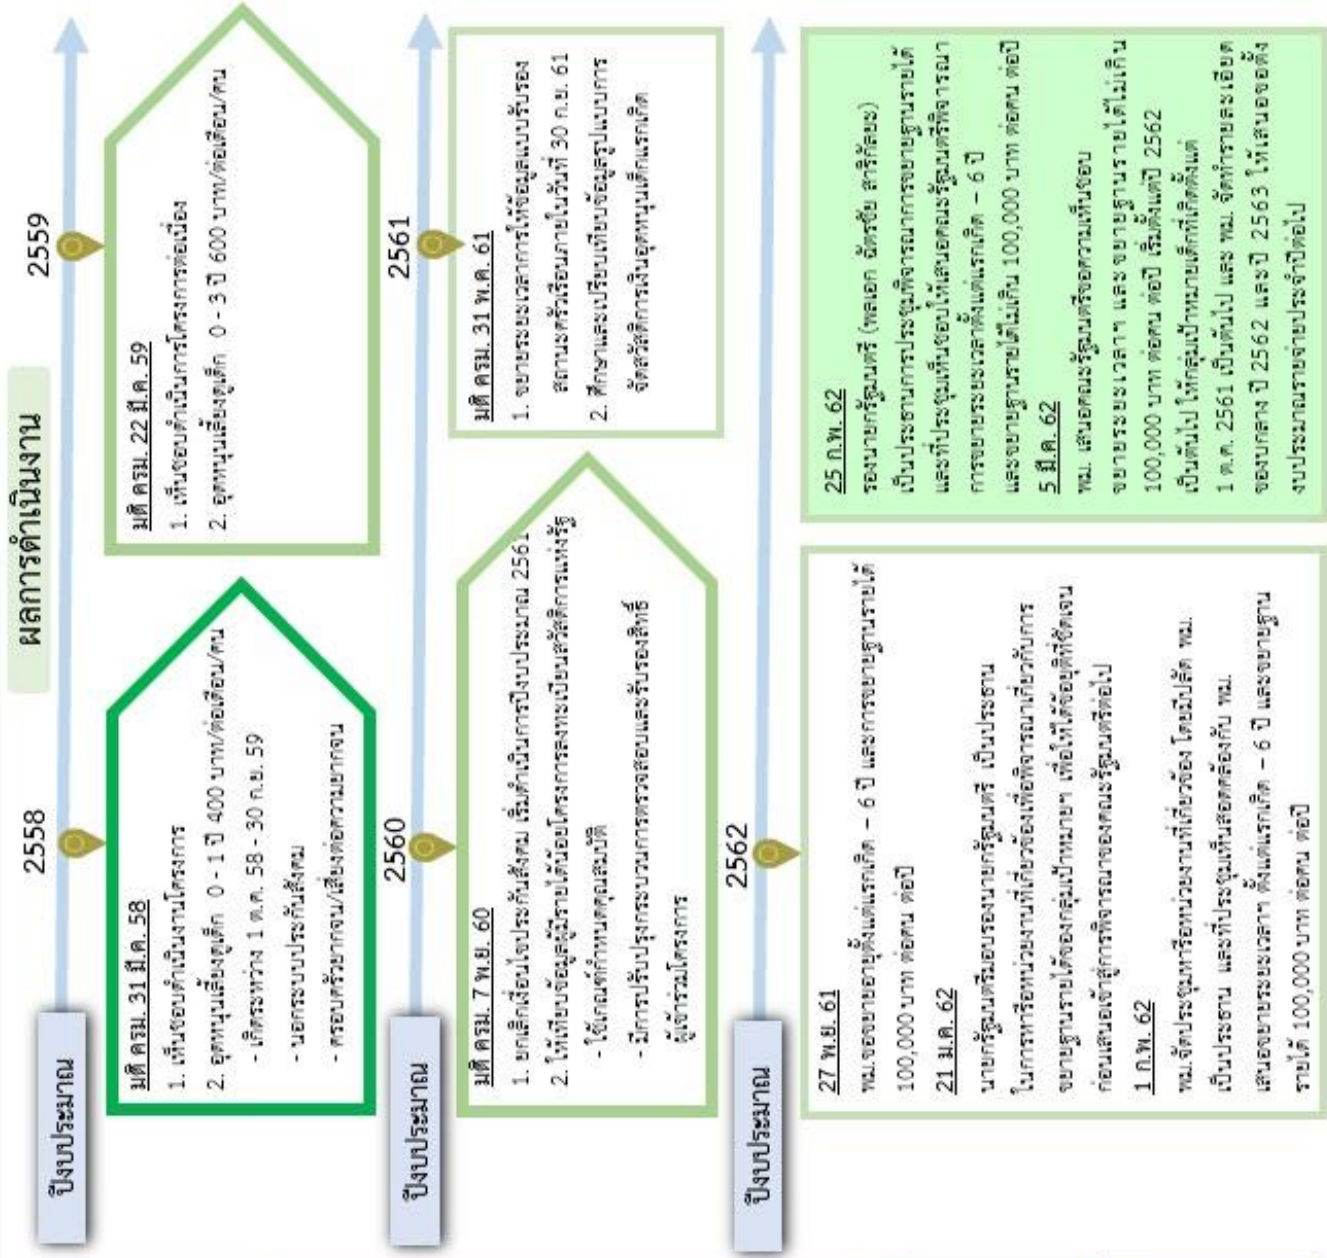 ผลการดำเนินงาน
ปีงบประมาณ
2558
2559
มติ ครม. 31 มี.ค. 58
1. เห็นชอบดำเนินงานโครงการ
2. อุดหนุนเลี้ยงดูเด็ก 0 - 1 ปี 400 บาท/ต่อเดือน/คน
- เกิดระหว่าง 1 ต.ค. 58 - 30 ก.ย. 59
- นอกระบบประกันสังคม
- ครอบครัวยากจน/เสี่ยงต่อความยากจน
มติ ครม. 22 มี.ค. 59
1. เห็นชอบดำเนินการโครงการต่อเนื่อง
2. อุดหนุนเลี้ยงดูเด็ก 0 - 3 ปี 600 บาท/ต่อเดือน/คน
ปีงบประมาณ
2560
2561
มติ ครม. 7 พ.ย. 60
1. ยกเลิกเงื่อนไขประกันสังคม เริ่มดำเนินการปีงบประมาณ 2561
2. ให้เทียบข้อมูลผู้มีรายได้น้อยโครงการลงทะเบียนสวัสดิการแห่งรัฐ
- ใช้เกณฑ์กำหนดคุณสมบัติ
- มีการปรับปรุงกระบวนการตรวจสอบและรับรองสิทธิ์
ผู้เข้าร่วมโครงการ
มติ ครม. 31 พ.ค. 61
1. ขยายระยะเวลาการให้ข้อมูลแบบรับรอง
สถานะครัวเรือนภายในวันที่ 30 ก.ย. 61
2. ศึกษาและเปรียบเทียบข้อมูลรูปแบบการ
จัดสวัสดิการเงินอุดหนุนเด็กแรกเกิด
ปีงบประมาณ
2562
27 พ.ย. 61
พม.ขอขยายอายุตั้งแต่แรกเกิด – 6 ปี และการขยายฐานรายได้
100,000 บาท ต่อคน ต่อปี
21 ม.ค. 62
นายกรัฐมนตรีมอบรองนายกรัฐมนตรี เป็นประธาน
ในการหารือหน่วยงานที่เกี่ยวข้องเพื่อพิจารณาเกี่ยวกับการ
ขยายฐานรายได้ของกลุ่มเป้าหมายฯ เพื่อให้ได้ข้อยุติที่ชัดเจน
ก่อนเสนอเข้าสู่การพิจารณาของคณะรัฐมนตรีต่อไป
1 ก.พ. 62
พม.จัดประชุมหารือหน่วยงานที่เกี่ยวข้อง โดยมีปลัด พม.
เป็นประธาน และที่ประชุมเห็นสอดคล้องกับ พม.
เสนอขยายระยะเวลาฯ ตั้งแต่แรกเกิด – 6 ปี และขยายฐาน
รายได้ 100,000 บาท ต่อคน ต่อปี
25 ก.พ. 62
รองนายกรัฐมนตรี (พลเอก ฉัตรชัย สาริกัลยะ)
เป็นประธานการประชุมพิจารณาการขยายฐานรายได้
และที่ประชุมเห็นชอบให้เสนอคณะรัฐมนตรีพิจารณา
การขยายระยะเวลาตั้งแต่แรกเกิด – 6 ปี
และขยายฐานรายได้ไม่เกิน 100,000 บาท ต่อคน ต่อปี
5 มี.ค. 62
พม. เสนอคณะรัฐมนตรีขอความเห็นชอบ
ขยายระยะเวลาฯ และขยายฐานรายได้ไม่เกิน
100,000 บาท ต่อคน ต่อปี เริ่มตั้งแต่ปี 2562
เป็นต้นไป ให้กลุ่มเป้าหมายเด็กที่เกิดตั้งแต่
1 ต.ค. 2561 เป็นต้นไป และ พม. จัดทำรายละเอียด
ของบกลาง ปี 2562 และปี 2563 ให้เสนอขอตั้ง
งบประมาณรายจ่ายประจำปีต่อไป